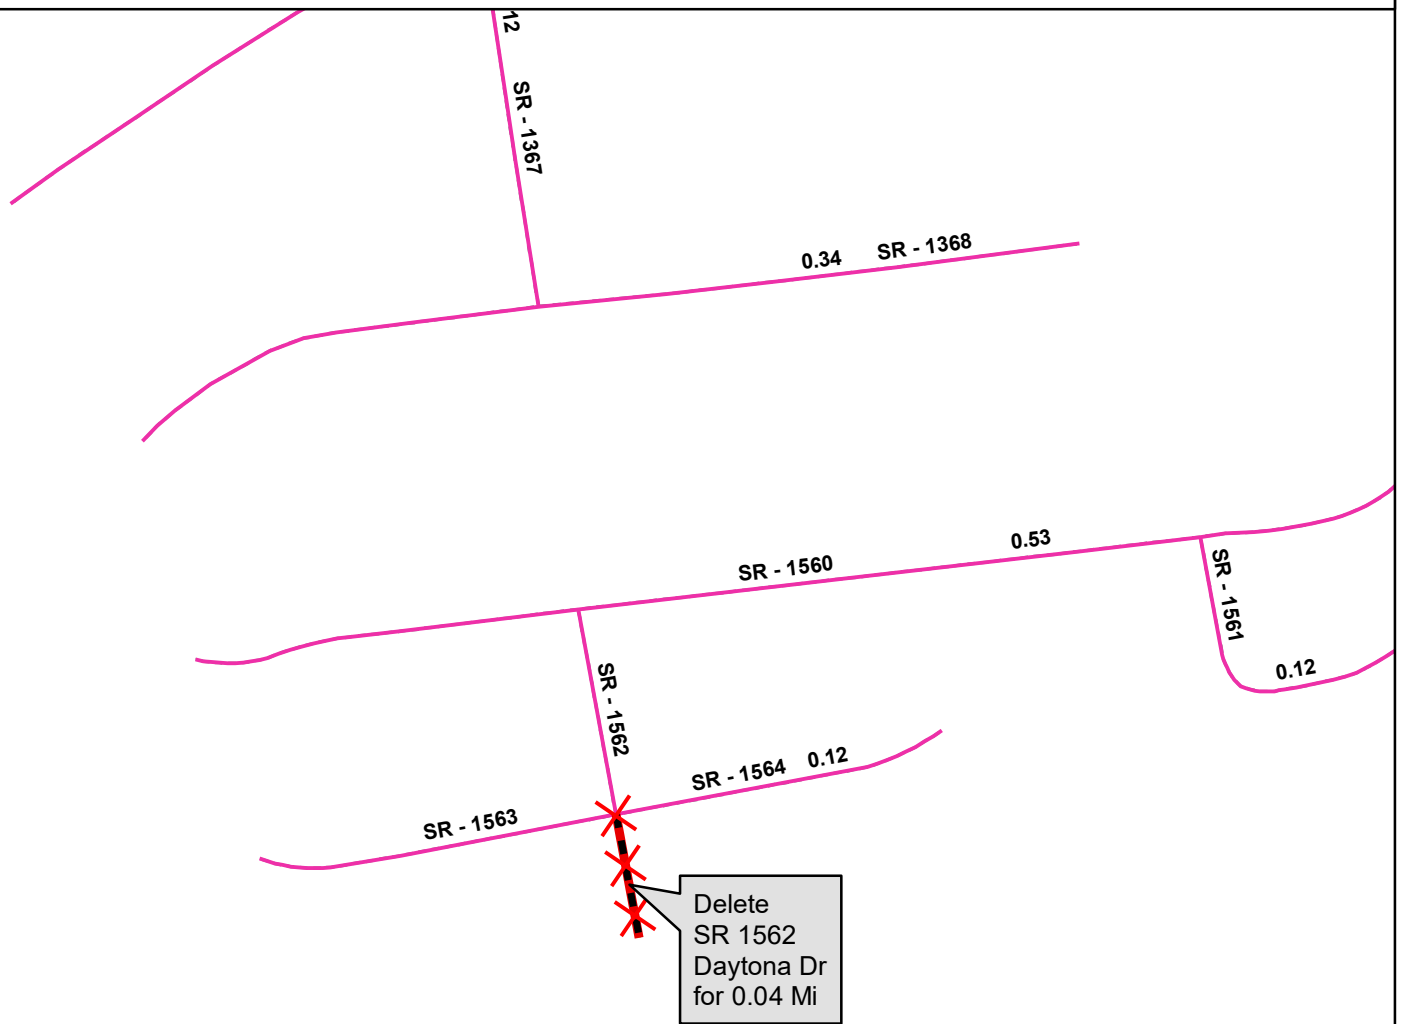 12
SR - 1367
0.34 SR - 1368
0.53
SR - 1560
SR - 1561
0.12
SR - 1562
SR - 1564 0.12
SR - 1563
Delete
SR 1562
Daytona Dr
for 0.04 Mi